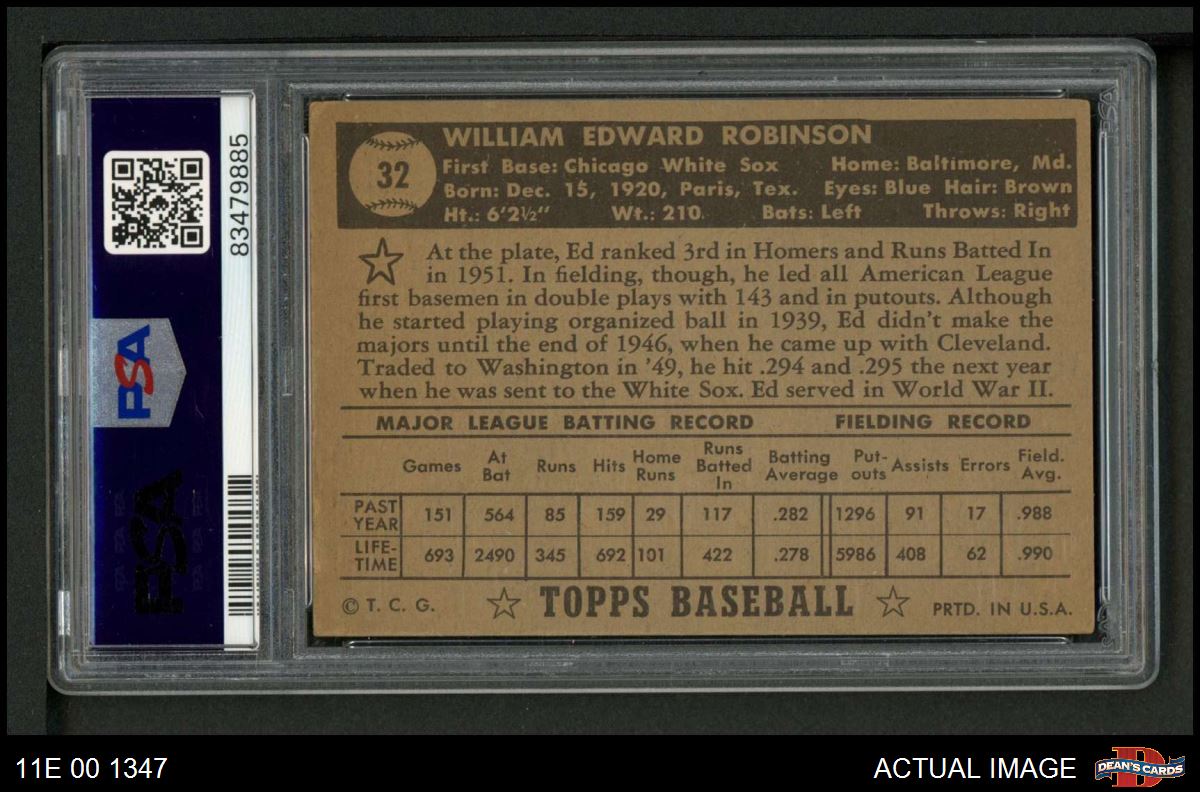 83479885
PSA
PSA
32
WILLIAM EDWARD ROBINSON
First Base: Chicago White Sox Home: Baltimore, Md.
Born: Dec. 15, 1920, Paris, Tex. Eyes: Blue Hair: Brown
Ht.: 6'2½" Wt.: 210. Bats: Left Throws: Right
At the plate, Ed ranked 3rd in Homers and Runs Batted In
in 1951. In fielding, though, he led all American League
first basemen in double plays with 143 and in putouts. Although
he started playing organized ball in 1939, Ed didn't make the
majors until the end of 1946, when he came up with Cleveland.
Traded to Washington in '49, he hit .294 and .295 the next year
when he was sent to the White Sox. Ed served in World War II.
MAJOR LEAGUE BATTING RECORD FIELDING RECORD
Games At Bat Runs Hits Home Runs Runs Batted In Batting Average Put-outs Assists Errors Field. Avg.
PAST YEAR 151 564 85 159 29 117 .282 1296 91 17 .988
LIFE-TIME 693 2490 345 692 101 422 .278 5986 408 62 .990
© T. C. G. TOPPS BASEBALL PRTD. IN U.S.A.
11E 00 1347 ACTUAL IMAGE DEAN'S CARDS